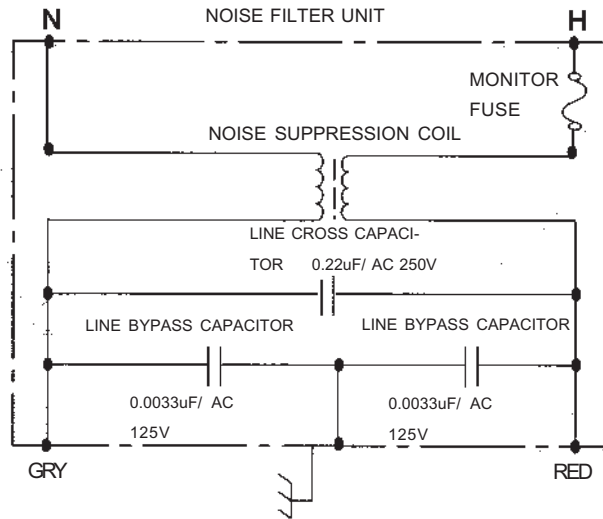 N
NOISE FILTER UNIT
H
MONITOR
FUSE
NOISE SUPPRESSION COIL
LINE CROSS CAPACI-
TOR 0.22uF/ AC 250V
LINE BYPASS CAPACITOR
LINE BYPASS CAPACITOR
0.0033uF/ AC
125V
0.0033uF/ AC
125V
GRY
RED